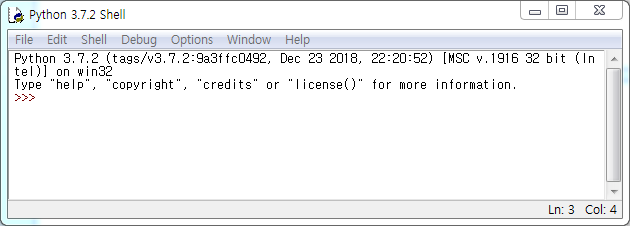 Python 3.7.2 Shell
File Edit Shell Debug Options Window Help
Python 3.7.2 (tags/v3.7.2:9a3ffc0492, Dec 23 2018, 22:20:52) [MSC v.1916 32 bit (In
tel)] on win32
Type "help", "copyright", "credits" or "license()" for more information.
>>>
Ln: 3 Col: 4